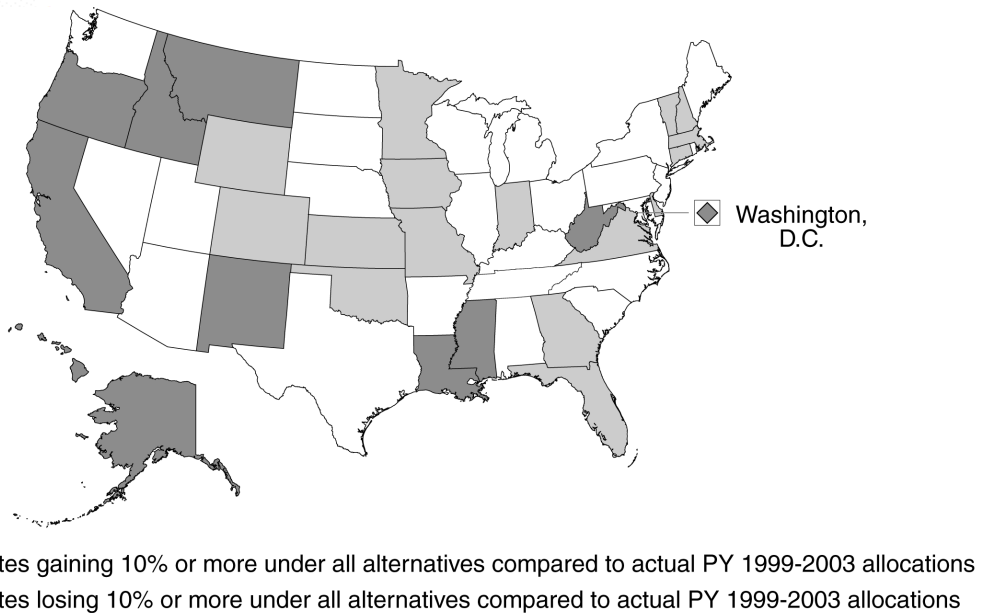 Washington,
D.C.
tes gaining 10% or more under all alternatives compared to actual PY 1999-2003 allocations
tes losing 10% or more under all alternatives compared to actual PY 1999-2003 allocations